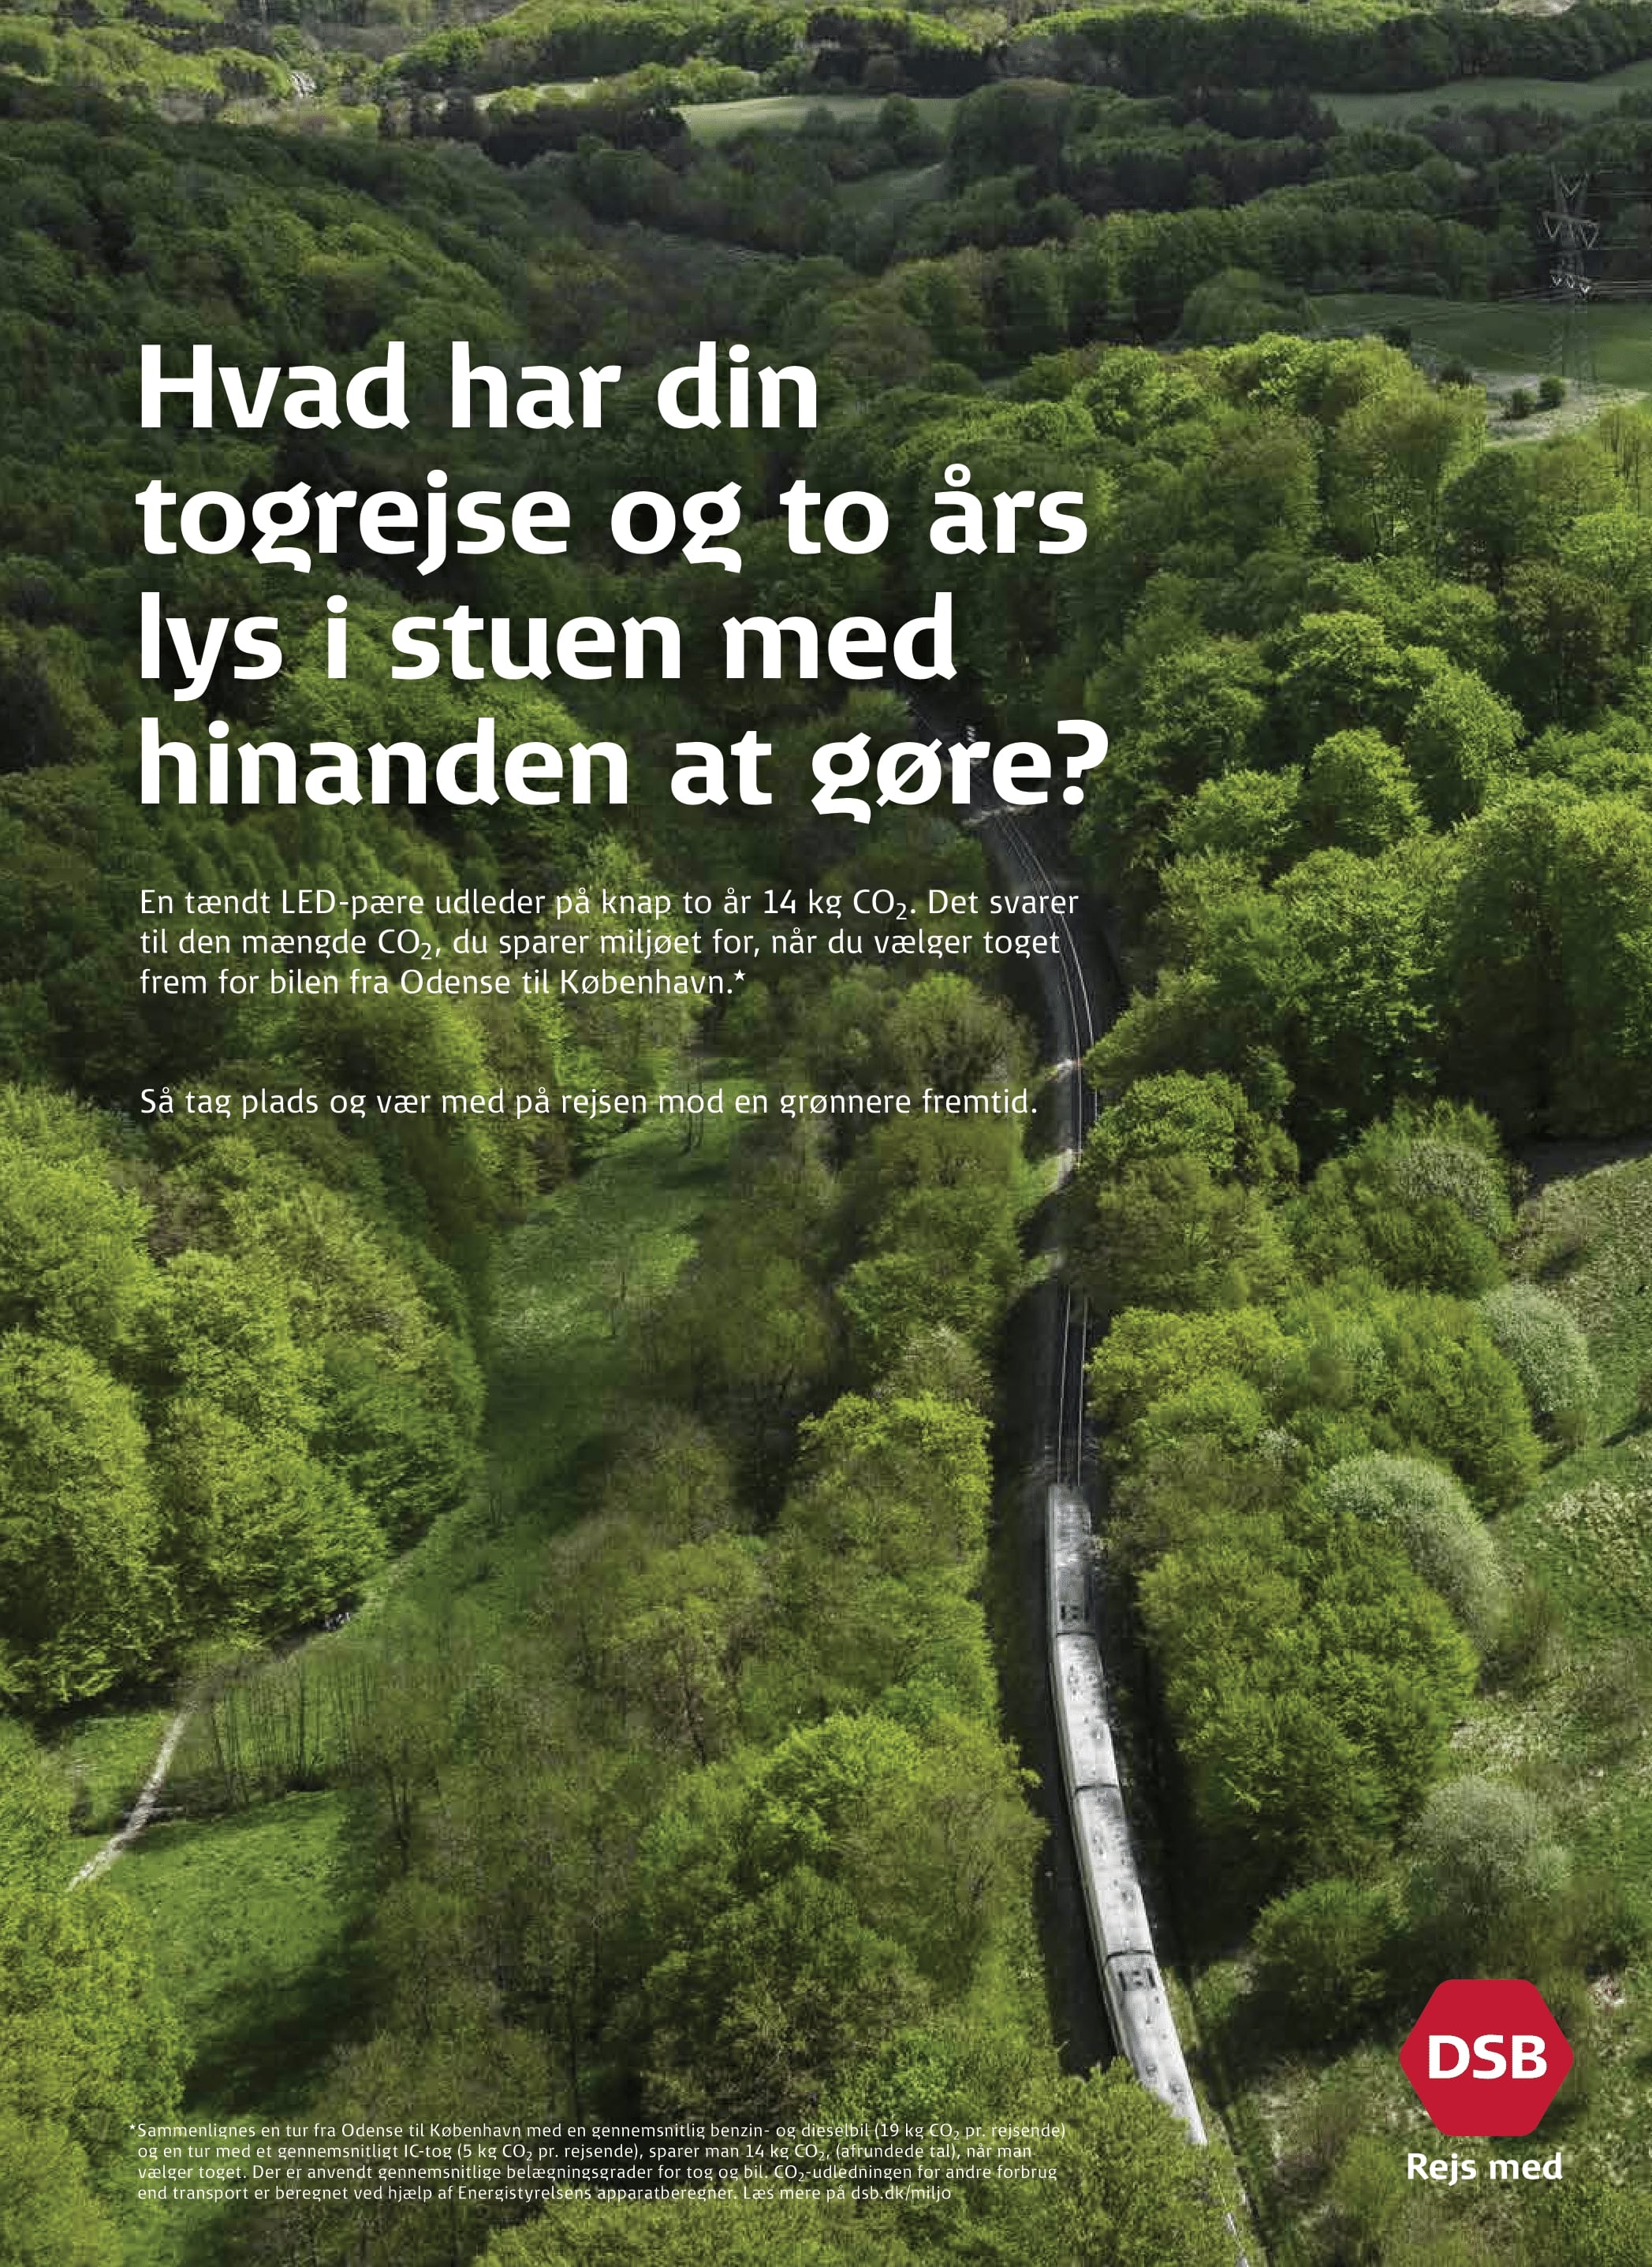 Hvad har din
togrejse og to års
lys i stuen med
hinanden at gøre?
En tændt LED-pære udleder på knap to år 14 kg CO₂. Det svarer
til den mængde CO₂, du sparer miljøet for, når du vælger toget
frem for bilen fra Odense til København.*
Så tag plads og vær med på rejsen mod en grønnere fremtid.
*Sammenlignes en tur fra Odense til København med en gennemsnitlig benzin- og dieselbil (19 kg CO₂ pr. rejsende)
og en tur med et gennemsnitligt IC-tog (5 kg CO₂ pr. rejsende), sparer man 14 kg CO₂, (afrundede tal), når man
vælger toget. Der er anvendt gennemsnitlige belægningsgrader for tog og bil. CO₂-udledningen for andre forbrug
end transport er beregnet ved hjælp af Energistyrelsens apparatberegner. Læs mere på dsb.dk/miljo
DSB
Rejs med